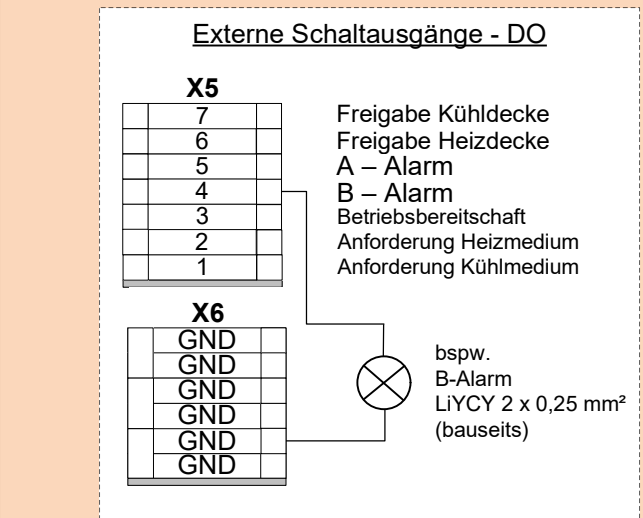 Externe Schaltausgänge - DO
X5
7 Freigabe Kühldecke
6 Freigabe Heizdecke
5 A – Alarm
4 B – Alarm
3 Betriebsbereitschaft
2 Anforderung Heizmedium
1 Anforderung Kühlmedium
X6
GND
GND
GND
GND
GND
GND
bspw.
B-Alarm
LiYCY 2 x 0,25 mm²
(bauseits)